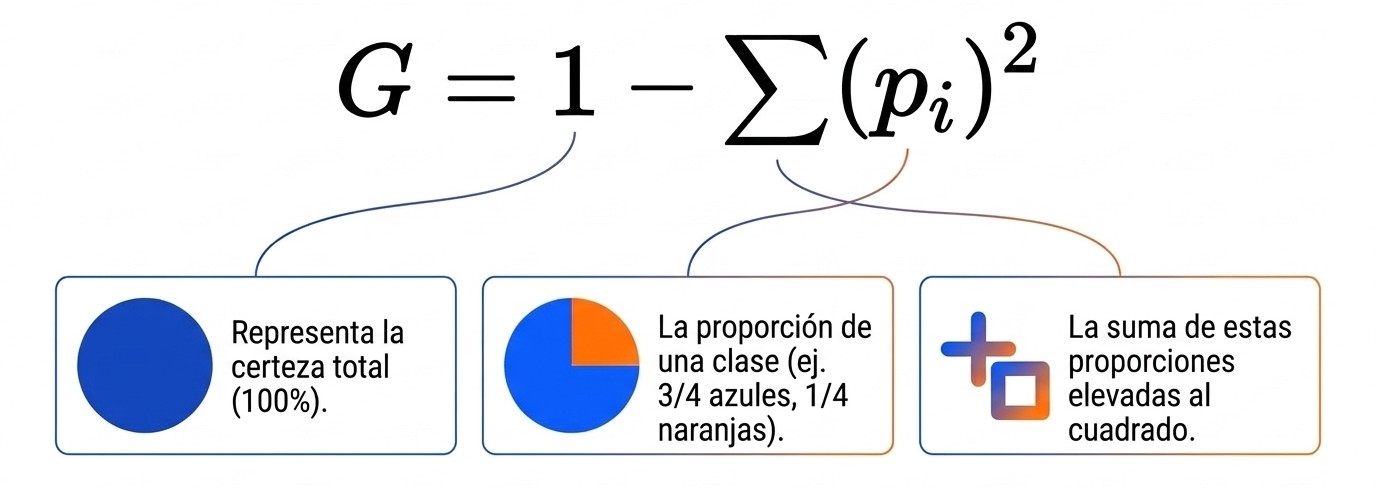 G = 1 − ∑(pᵢ)²
Representa la
certeza total
(100%).
La proporción de
una clase (ej.
3/4 azules, 1/4
naranjas).
La suma de estas
proporciones
elevadas al
cuadrado.